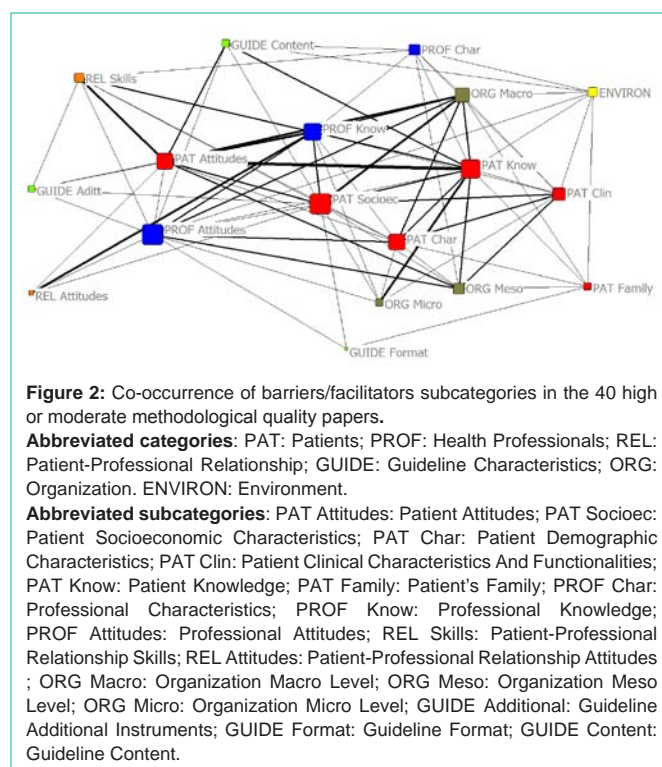 GUIDE Content
PROF Char
REL Skills
ORG Macro
ENVIRON
PROF Know
PAT Attitudes
PAT Know
GUIDE Aditt
PAT Socioec
PAT Clin
PROF Attitudes
PAT Char
REL Attitudes
ORG Micro
ORG Meso
PAT Family
GUIDE Format
Figure 2: Co-occurrence of barriers/facilitators subcategories in the 40 high
or moderate methodological quality papers.
Abbreviated categories: PAT: Patients; PROF: Health Professionals; REL:
Patient-Professional Relationship; GUIDE: Guideline Characteristics; ORG:
Organization. ENVIRON: Environment.
Abbreviated subcategories: PAT Attitudes: Patient Attitudes; PAT Socioec:
Patient Socioeconomic Characteristics; PAT Char: Patient Demographic
Characteristics; PAT Clin: Patient Clinical Characteristics And Functionalities;
PAT Know: Patient Knowledge; PAT Family: Patient's Family; PROF Char:
Professional Characteristics; PROF Know: Professional Knowledge;
PROF Attitudes: Professional Attitudes; REL Skills: Patient-Professional
Relationship Skills; REL Attitudes: Patient-Professional Relationship Attitudes
; ORG Macro: Organization Macro Level; ORG Meso: Organization Meso
Level; ORG Micro: Organization Micro Level; GUIDE Additional: Guideline
Additional Instruments; GUIDE Format: Guideline Format; GUIDE Content:
Guideline Content.